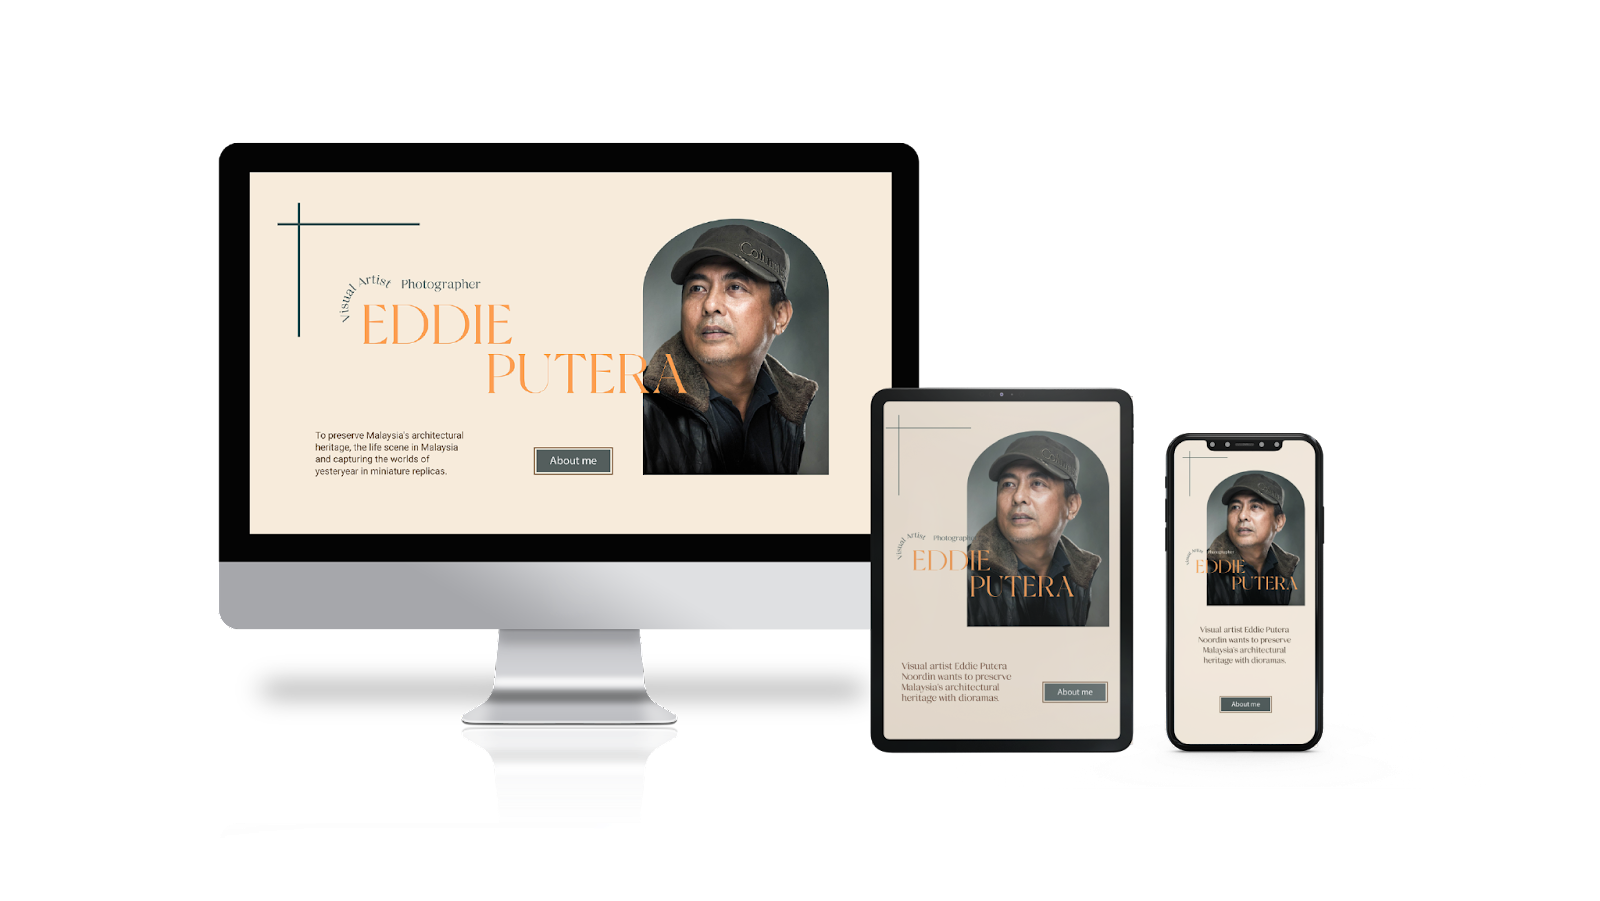 Visual Artist Photographer
EDDIE
PUTERA
To preserve Malaysia's architectural
heritage, the life scene in Malaysia
and capturing the worlds of
yesteryear in miniature replicas.
About me
Visual Artist Photographer
EDDIE
PUTERA
Visual artist Eddie Putera
Noordin wants to preserve
Malaysia's architectural
heritage with dioramas.
About me
Visual Artist Photographer
EDDIE
PUTERA
Visual artist Eddie Putera
Noordin wants to preserve
Malaysia's architectural
heritage with dioramas.
About me